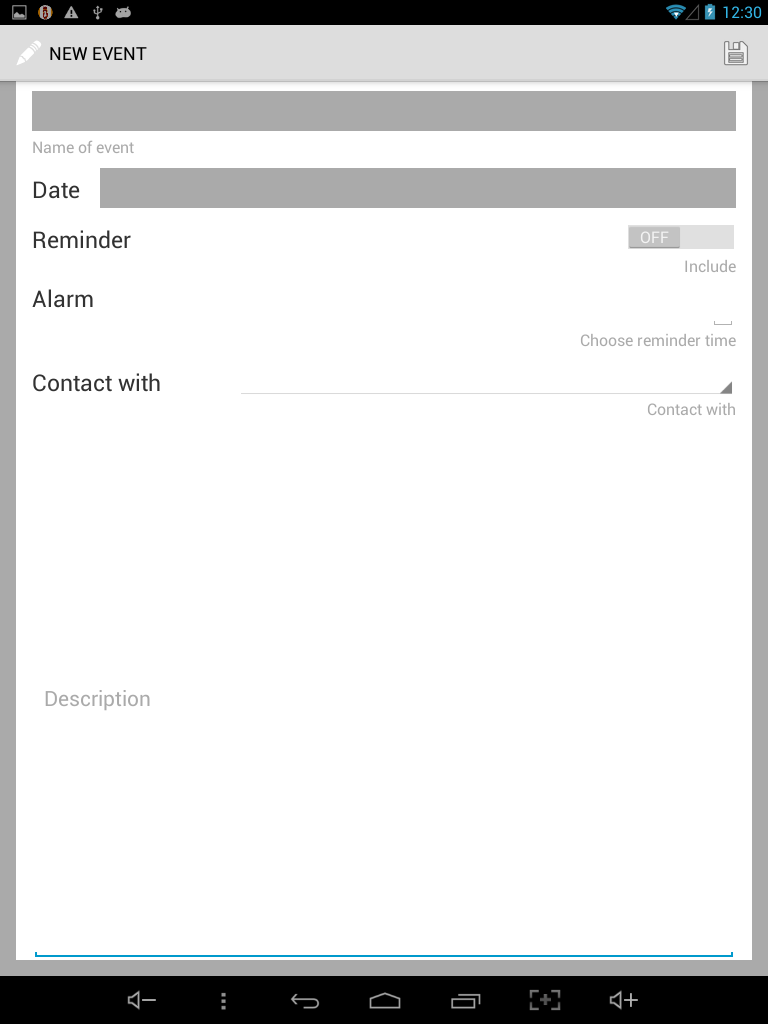 12:30
NEW EVENT
Name of event
Date
Reminder
OFF
Include
Alarm
Choose reminder time
Contact with
Contact with
Description